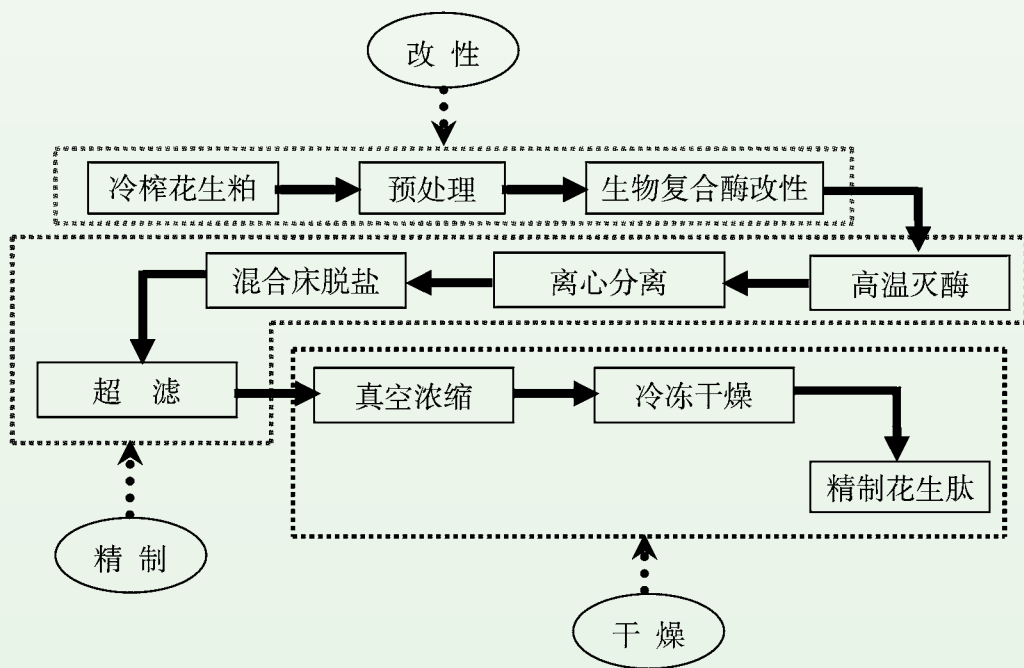 改 性
冷榨花生粕
预处理
生物复合酶改性
高温灭酶
离心分离
混合床脱盐
超 滤
真空浓缩
冷冻干燥
精制花生肽
精 制
干 燥